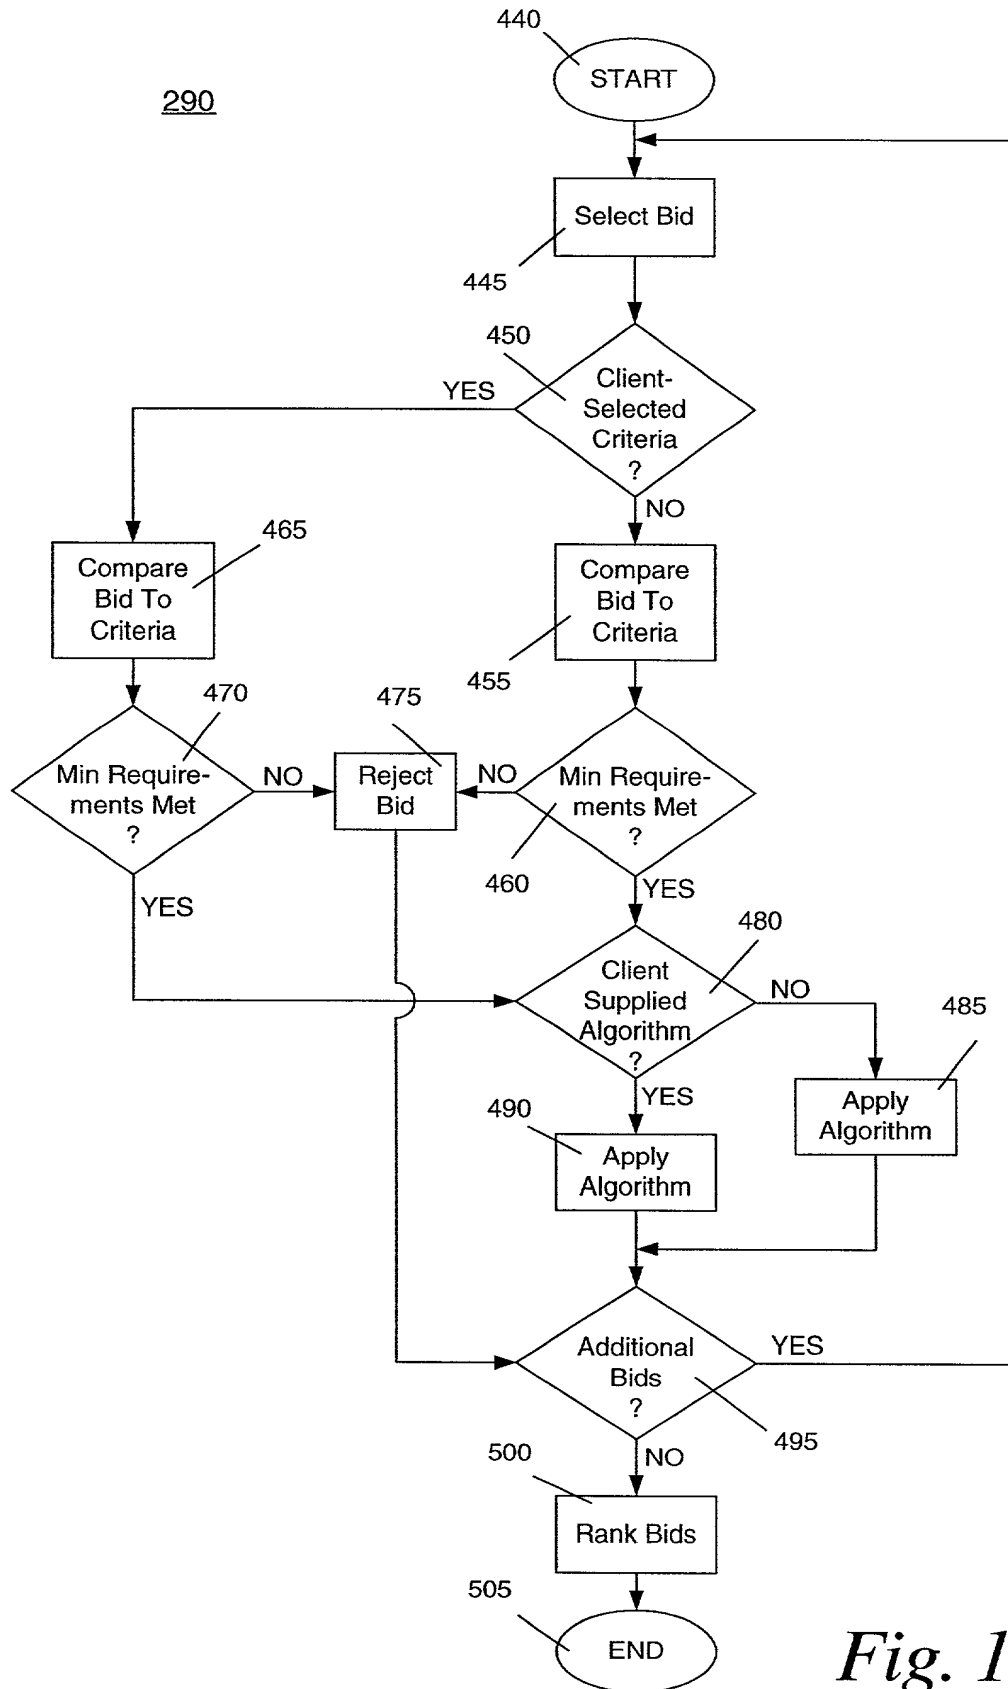 440
START
290
Select Bid
445
450
Client-
Selected
Criteria
?
YES
NO
465
Compare
Bid To
Criteria
Compare
Bid To
Criteria
455
470
475
Min Require-
ments Met
?
NO
Reject
Bid
NO
Min Require-
ments Met
?
460
YES
YES
480
Client
Supplied
Algorithm
?
NO
485
YES
490
Apply
Algorithm
Apply
Algorithm
Additional
Bids
?
YES
495
NO
500
Rank Bids
505
END
Fig. 1